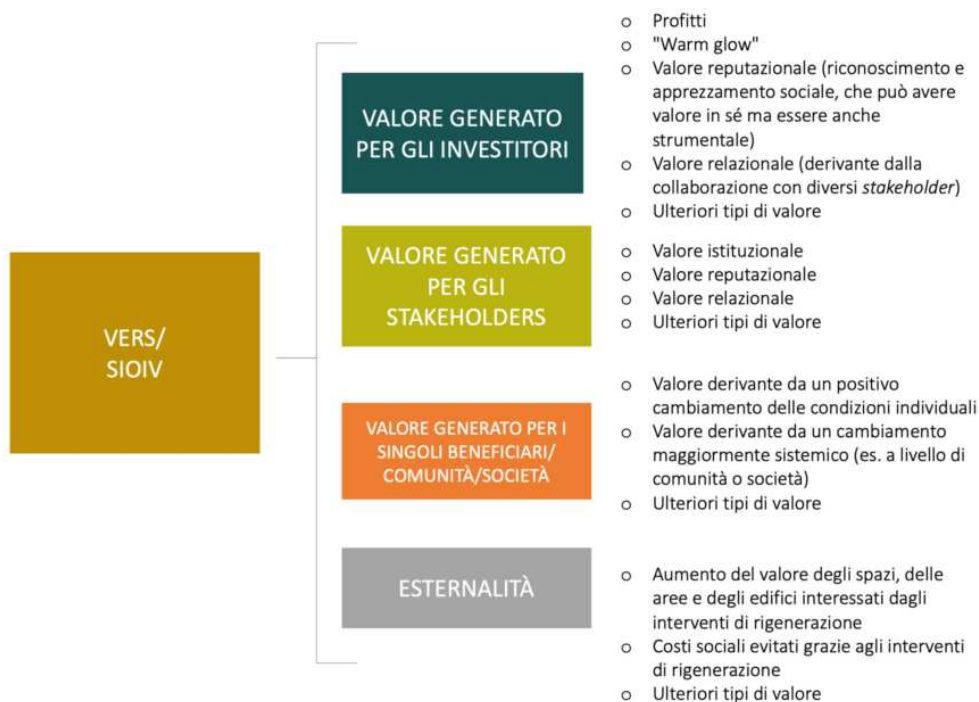 VERS/
SIOIV
VALORE GENERATO
PER GLI INVESTITORI
o Profitti
o "Warm glow"
o Valore reputazionale (riconoscimento e
apprezzamento sociale, che può avere
valore in sé ma essere anche
strumentale)
o Valore relazionale (derivante dalla
collaborazione con diversi stakeholder)
o Ulteriori tipi di valore
VALORE GENERATO
PER GLI
STAKEHOLDERS
o Valore istituzionale
o Valore reputazionale
o Valore relazionale
o Ulteriori tipi di valore
VALORE GENERATO PER I
SINGOLI BENEFICIARI/
COMUNITÀ/SOCIETÀ
o Valore derivante da un positivo
cambiamento delle condizioni individuali
o Valore derivante da un cambiamento
maggiormente sistemico (es. a livello di
comunità o società)
o Ulteriori tipi di valore
ESTERNALITÀ
o Aumento del valore degli spazi, delle
aree e degli edifici interessati dagli
interventi di rigenerazione
o Costi sociali evitati grazie agli interventi
di rigenerazione
o Ulteriori tipi di valore